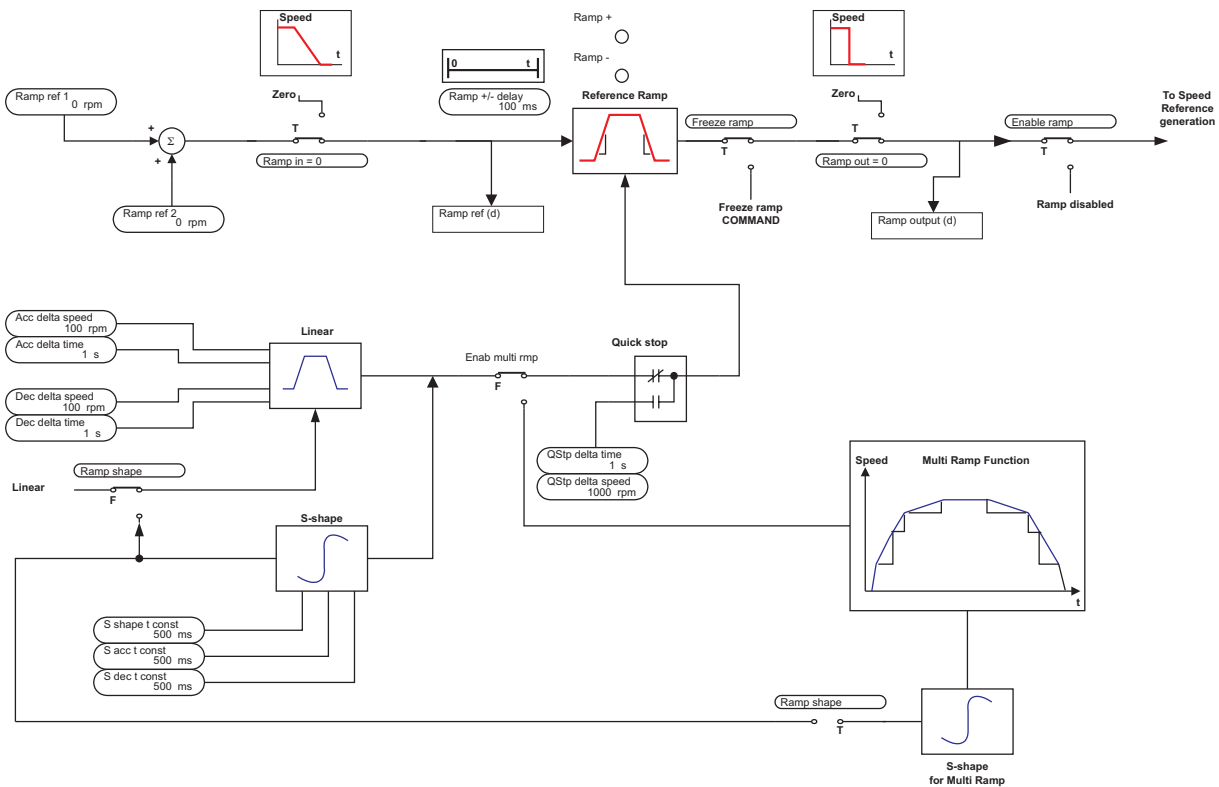 Speed
t
Zero
T
Ramp ref 1
0 rpm
+
Σ
+
Ramp ref 2
0 rpm
Ramp in = 0
0 t
Ramp +/- delay
100 ms
Ramp ref (d)
Ramp +
Ramp -
Reference Ramp
Freeze ramp
T
Freeze ramp
COMMAND
Speed
t
Zero
T
Ramp out = 0
Ramp output (d)
Enable ramp
T
Ramp disabled
To Speed
Reference
generation
Acc delta speed
100 rpm
Acc delta time
1 s
Dec delta speed
100 rpm
Dec delta time
1 s
Linear
Enab multi rmp
F
Quick stop
QStp delta time
1 s
QStp delta speed
1000 rpm
Ramp shape
Linear
F
S-shape
S shape t const
500 ms
S acc t const
500 ms
S dec t const
500 ms
Speed
Multi Ramp Function
t
Ramp shape
T
S-shape
for Multi Ramp